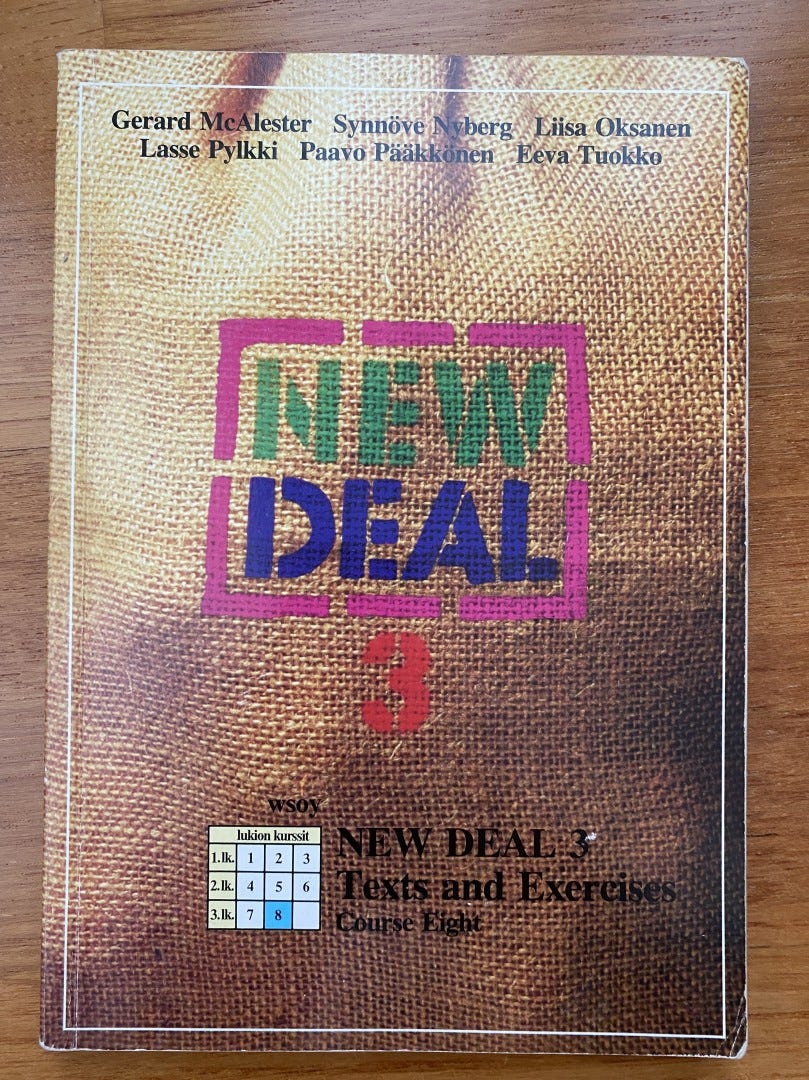 Gerard McAlester Synnöve Nyberg Liisa Oksanen
Lasse Pylkki Paavo Pääkkönen Eeva Tuokko
NEW
DEAL
3
wsoy
lukion kurssit
1.lk. 1 2 3
2.lk. 4 5 6
3.lk. 7 8
NEW DEAL 3
Texts and Exercises
Course Eight